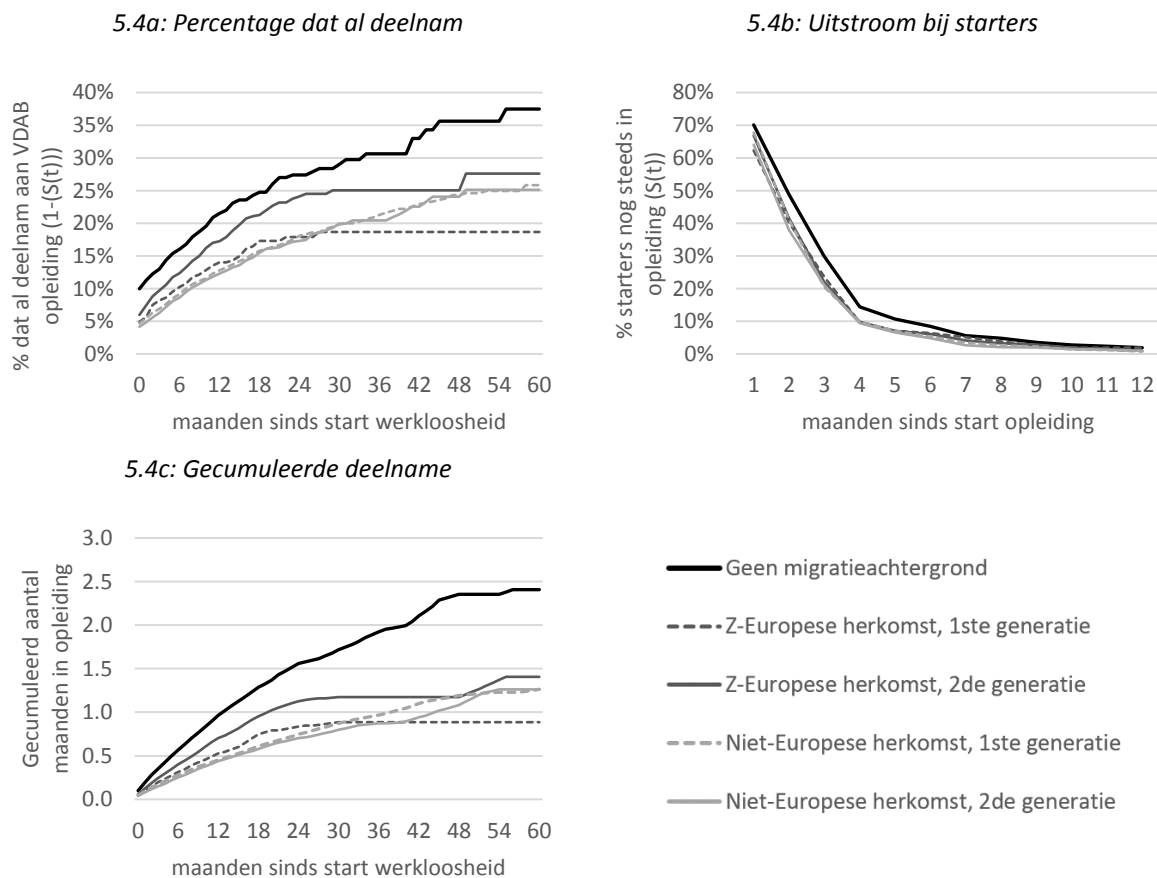 5.4a: Percentage dat al deelnam
% dat al deelnam aan VDAB
opleiding (1-(S(t)))
40%
35%
30%
25%
20%
15%
10%
5%
0%
0 6 12 18 24 30 36 42 48 54 60
maanden sinds start werkloosheid
5.4b: Uitstroom bij starters
% starters nog steeds in
opleiding (S(t))
80%
70%
60%
50%
40%
30%
20%
10%
0%
1 2 3 4 5 6 7 8 9 10 11 12
maanden sinds start opleiding
5.4c: Gecumuleerde deelname
Gecumuleerd aantal
maanden in opleiding
3.0
2.5
2.0
1.5
1.0
0.5
0.0
0 6 12 18 24 30 36 42 48 54 60
maanden sinds start werkloosheid
Geen migratieachtergrond
Z-Europese herkomst, 1ste generatie
Z-Europese herkomst, 2de generatie
Niet-Europese herkomst, 1ste generatie
Niet-Europese herkomst, 2de generatie